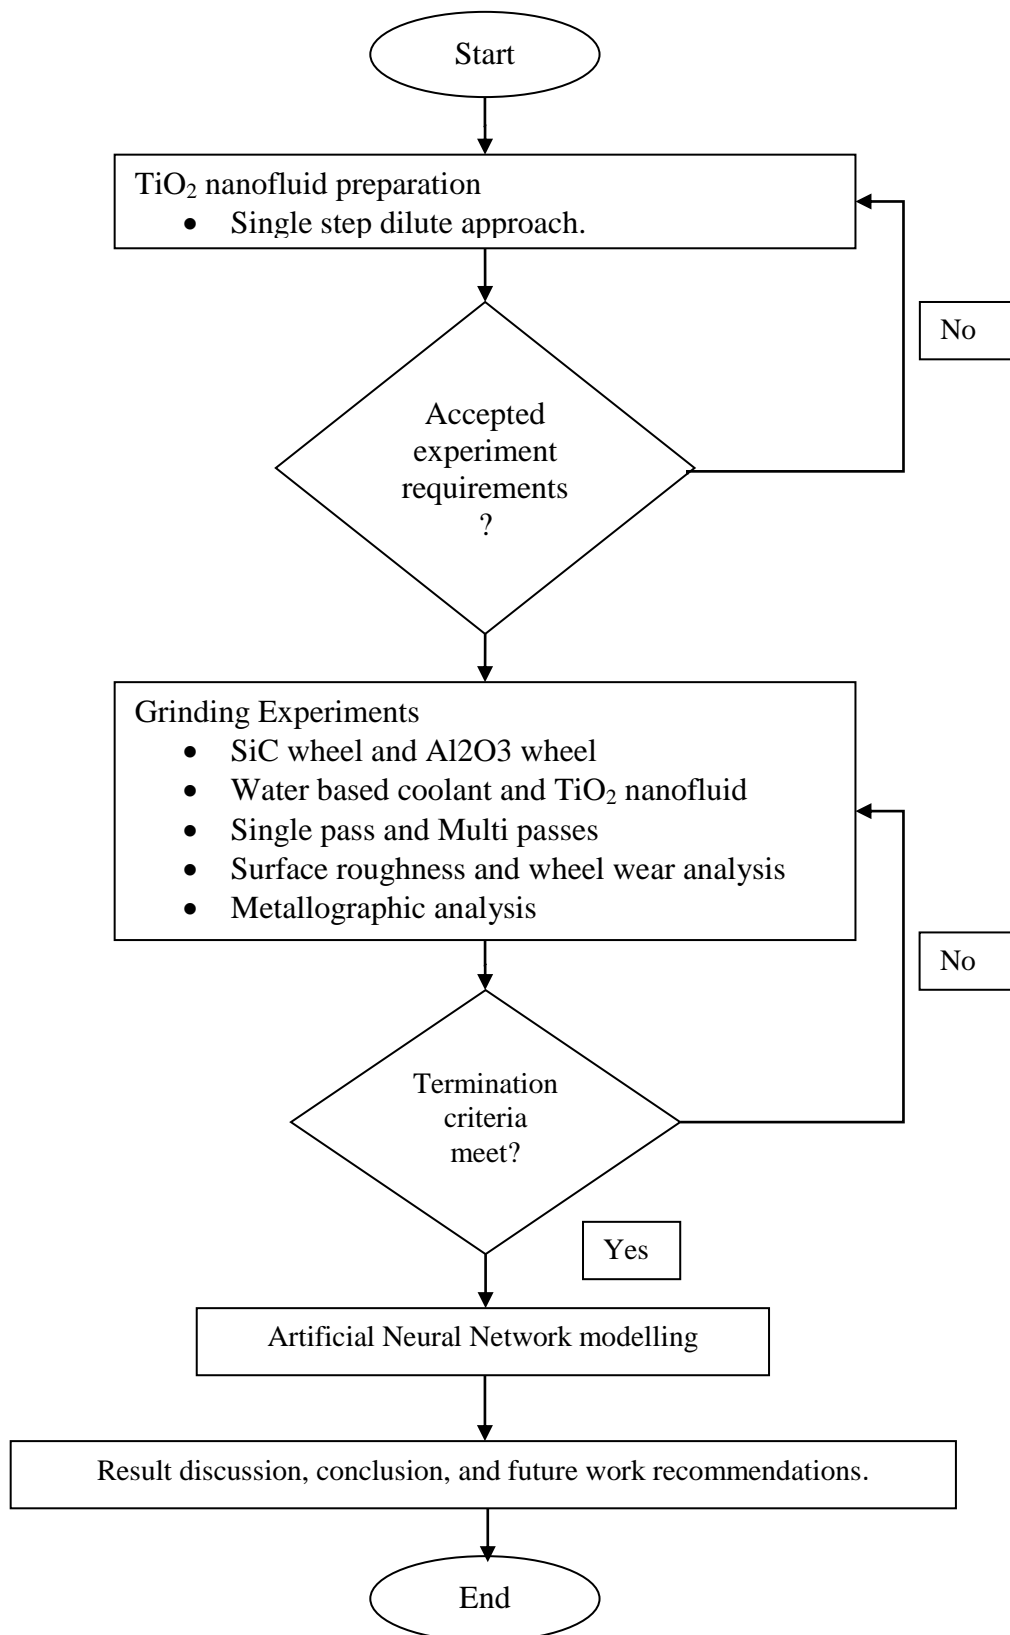 Start
TiO₂ nanofluid preparation
• Single step dilute approach.
No
Accepted
experiment
requirements
?
Grinding Experiments
• SiC wheel and Al2O3 wheel
• Water based coolant and TiO₂ nanofluid
• Single pass and Multi passes
• Surface roughness and wheel wear analysis
• Metallographic analysis
No
Termination
criteria
meet?
Yes
Artificial Neural Network modelling
Result discussion, conclusion, and future work recommendations.
End